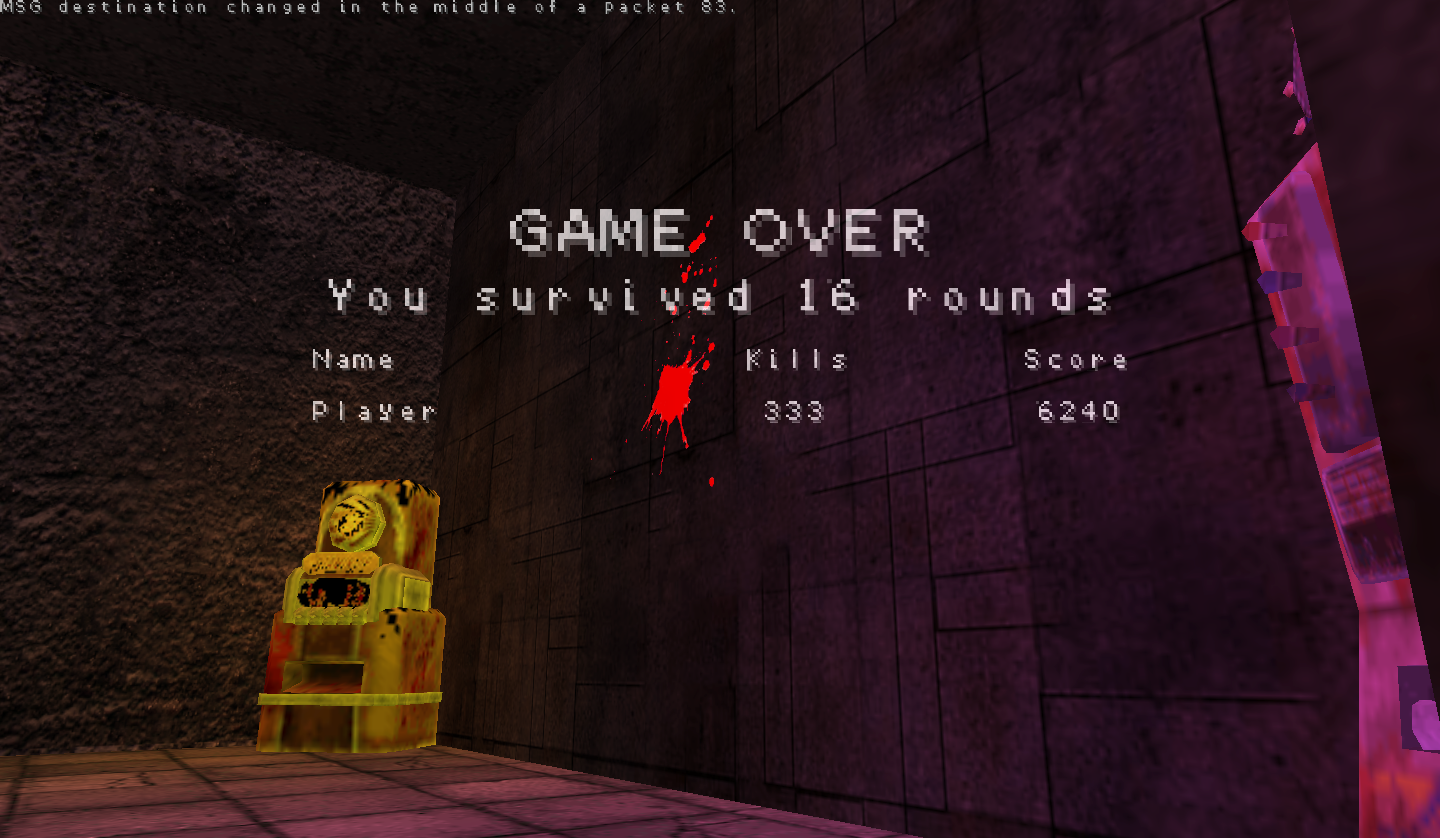 MSG destination changed in the middle of a packet 83.
GAME OVER
You survived 16 rounds
Name Kills Score
Player 333 6240